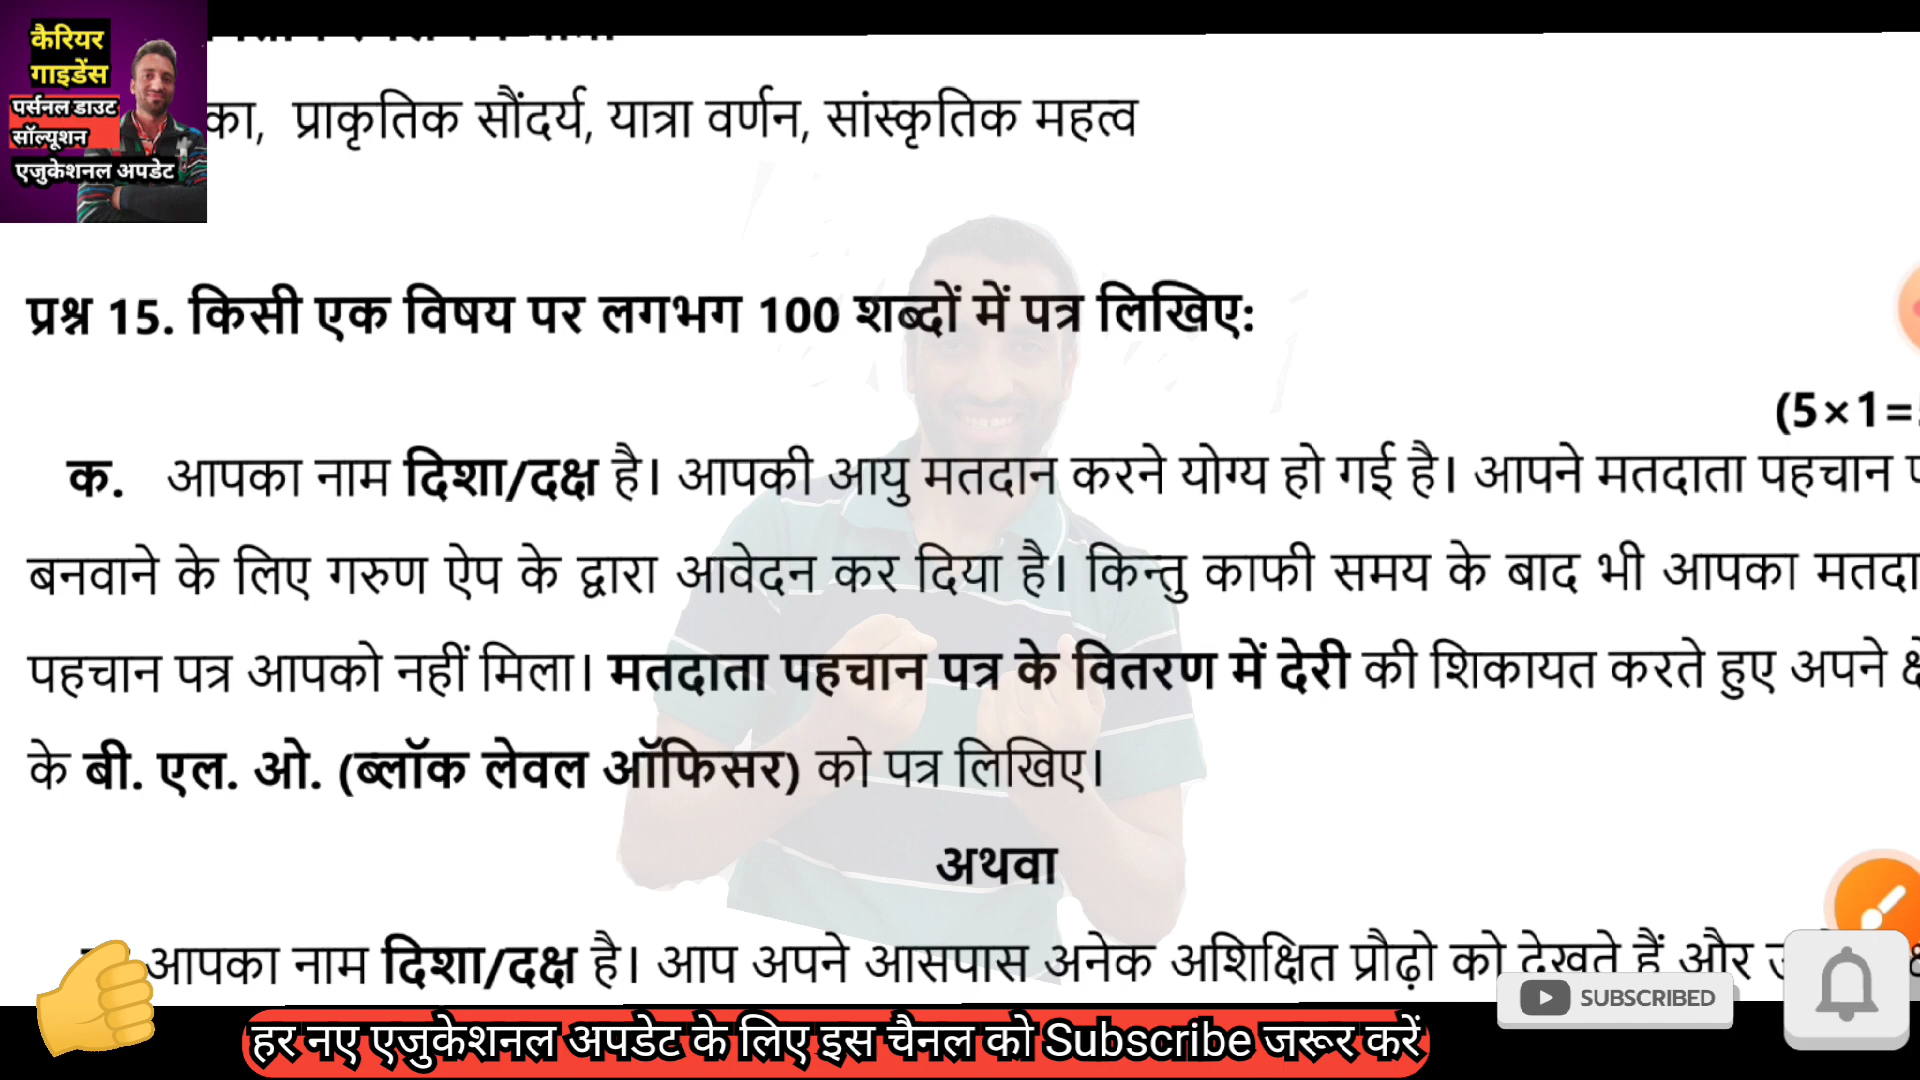 कैरियर
गाइडेंस
पर्सनल डाउट
सॉल्यूशन
एजुकेशनल अपडेट
का, प्राकृतिक सौंदर्य, यात्रा वर्णन, सांस्कृतिक महत्व
प्रश्न 15. किसी एक विषय पर लगभग 100 शब्दों में पत्र लिखिए:
(5×1=
क. आपका नाम दिशा/दक्ष है। आपकी आयु मतदान करने योग्य हो गई है। आपने मतदाता पहचान
बनवाने के लिए गरुण ऐप के द्वारा आवेदन कर दिया है। किन्तु काफी समय के बाद भी आपका मतदा
पहचान पत्र आपको नहीं मिला। मतदाता पहचान पत्र के वितरण में देरी की शिकायत करते हुए अपने
के बी. एल. ओ. (ब्लॉक लेवल ऑफिसर) को पत्र लिखिए।
अथवा
आपका नाम दिशा/दक्ष है। आप अपने आसपास अनेक अशिक्षित प्रौढ़ो को देखते हैं और
SUBSCRIBED
हर नए एजुकेशनल अपडेट के लिए इस चैनल को Subscribe जरूर करें